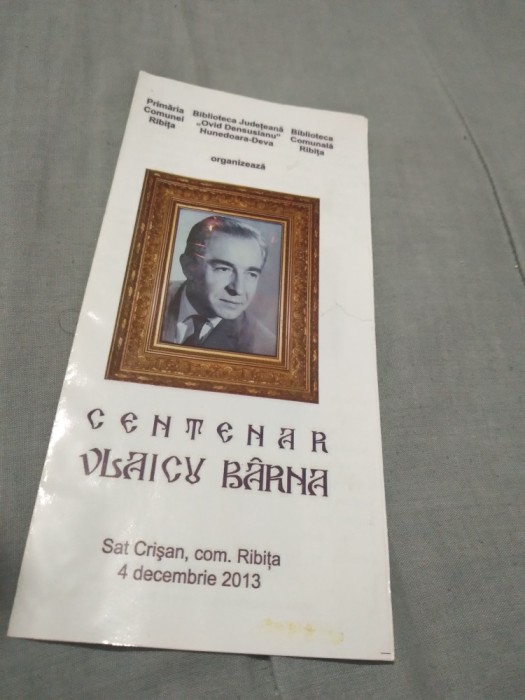 Primăria
Comunei
Ribița
Biblioteca Județeană
„Ovid Densusianu"
Hunedoara-Deva
Biblioteca
Comunală
Ribița
organizează
CENTENAR
VLAICU BÂRNA
Sat Crișan, com. Ribița
4 decembrie 2013